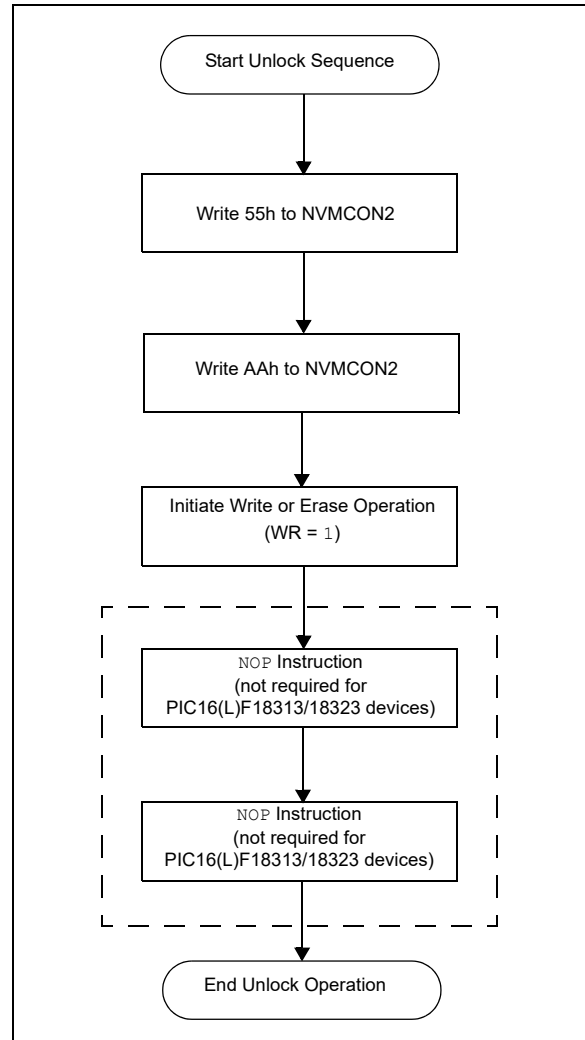 Start Unlock Sequence
Write 55h to NVMCON2
Write AAh to NVMCON2
Initiate Write or Erase Operation
(WR = 1)
NOP Instruction
(not required for
PIC16(L)F18313/18323 devices)
NOP Instruction
(not required for
PIC16(L)F18313/18323 devices)
End Unlock Operation